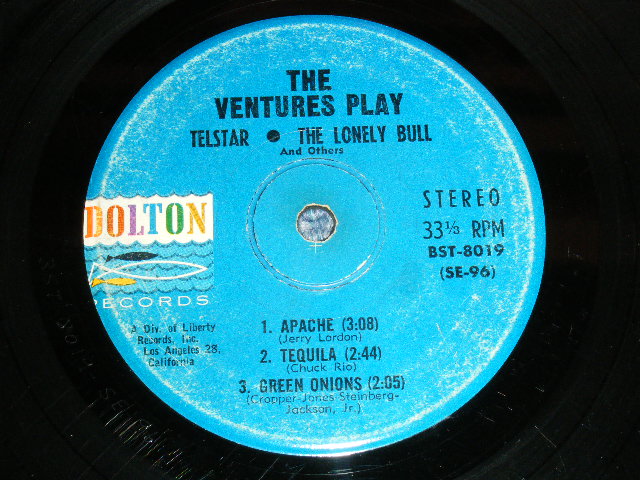 THE
VENTURES PLAY
TELSTAR • THE LONELY BULL
And Others
DOLTON
RECORDS
STEREO
33⅓ RPM
BST-8019
(SE-96)
A Div. of Liberty
Records, Inc.
Los Angeles 28,
California
1. APACHE (3:08)
(Jerry Lordon)
2. TEQUILA (2:44)
(Chuck Rio)
3. GREEN ONIONS (2:05)
(Cropper-Jones-Steinberg-
Jackson, Jr.)